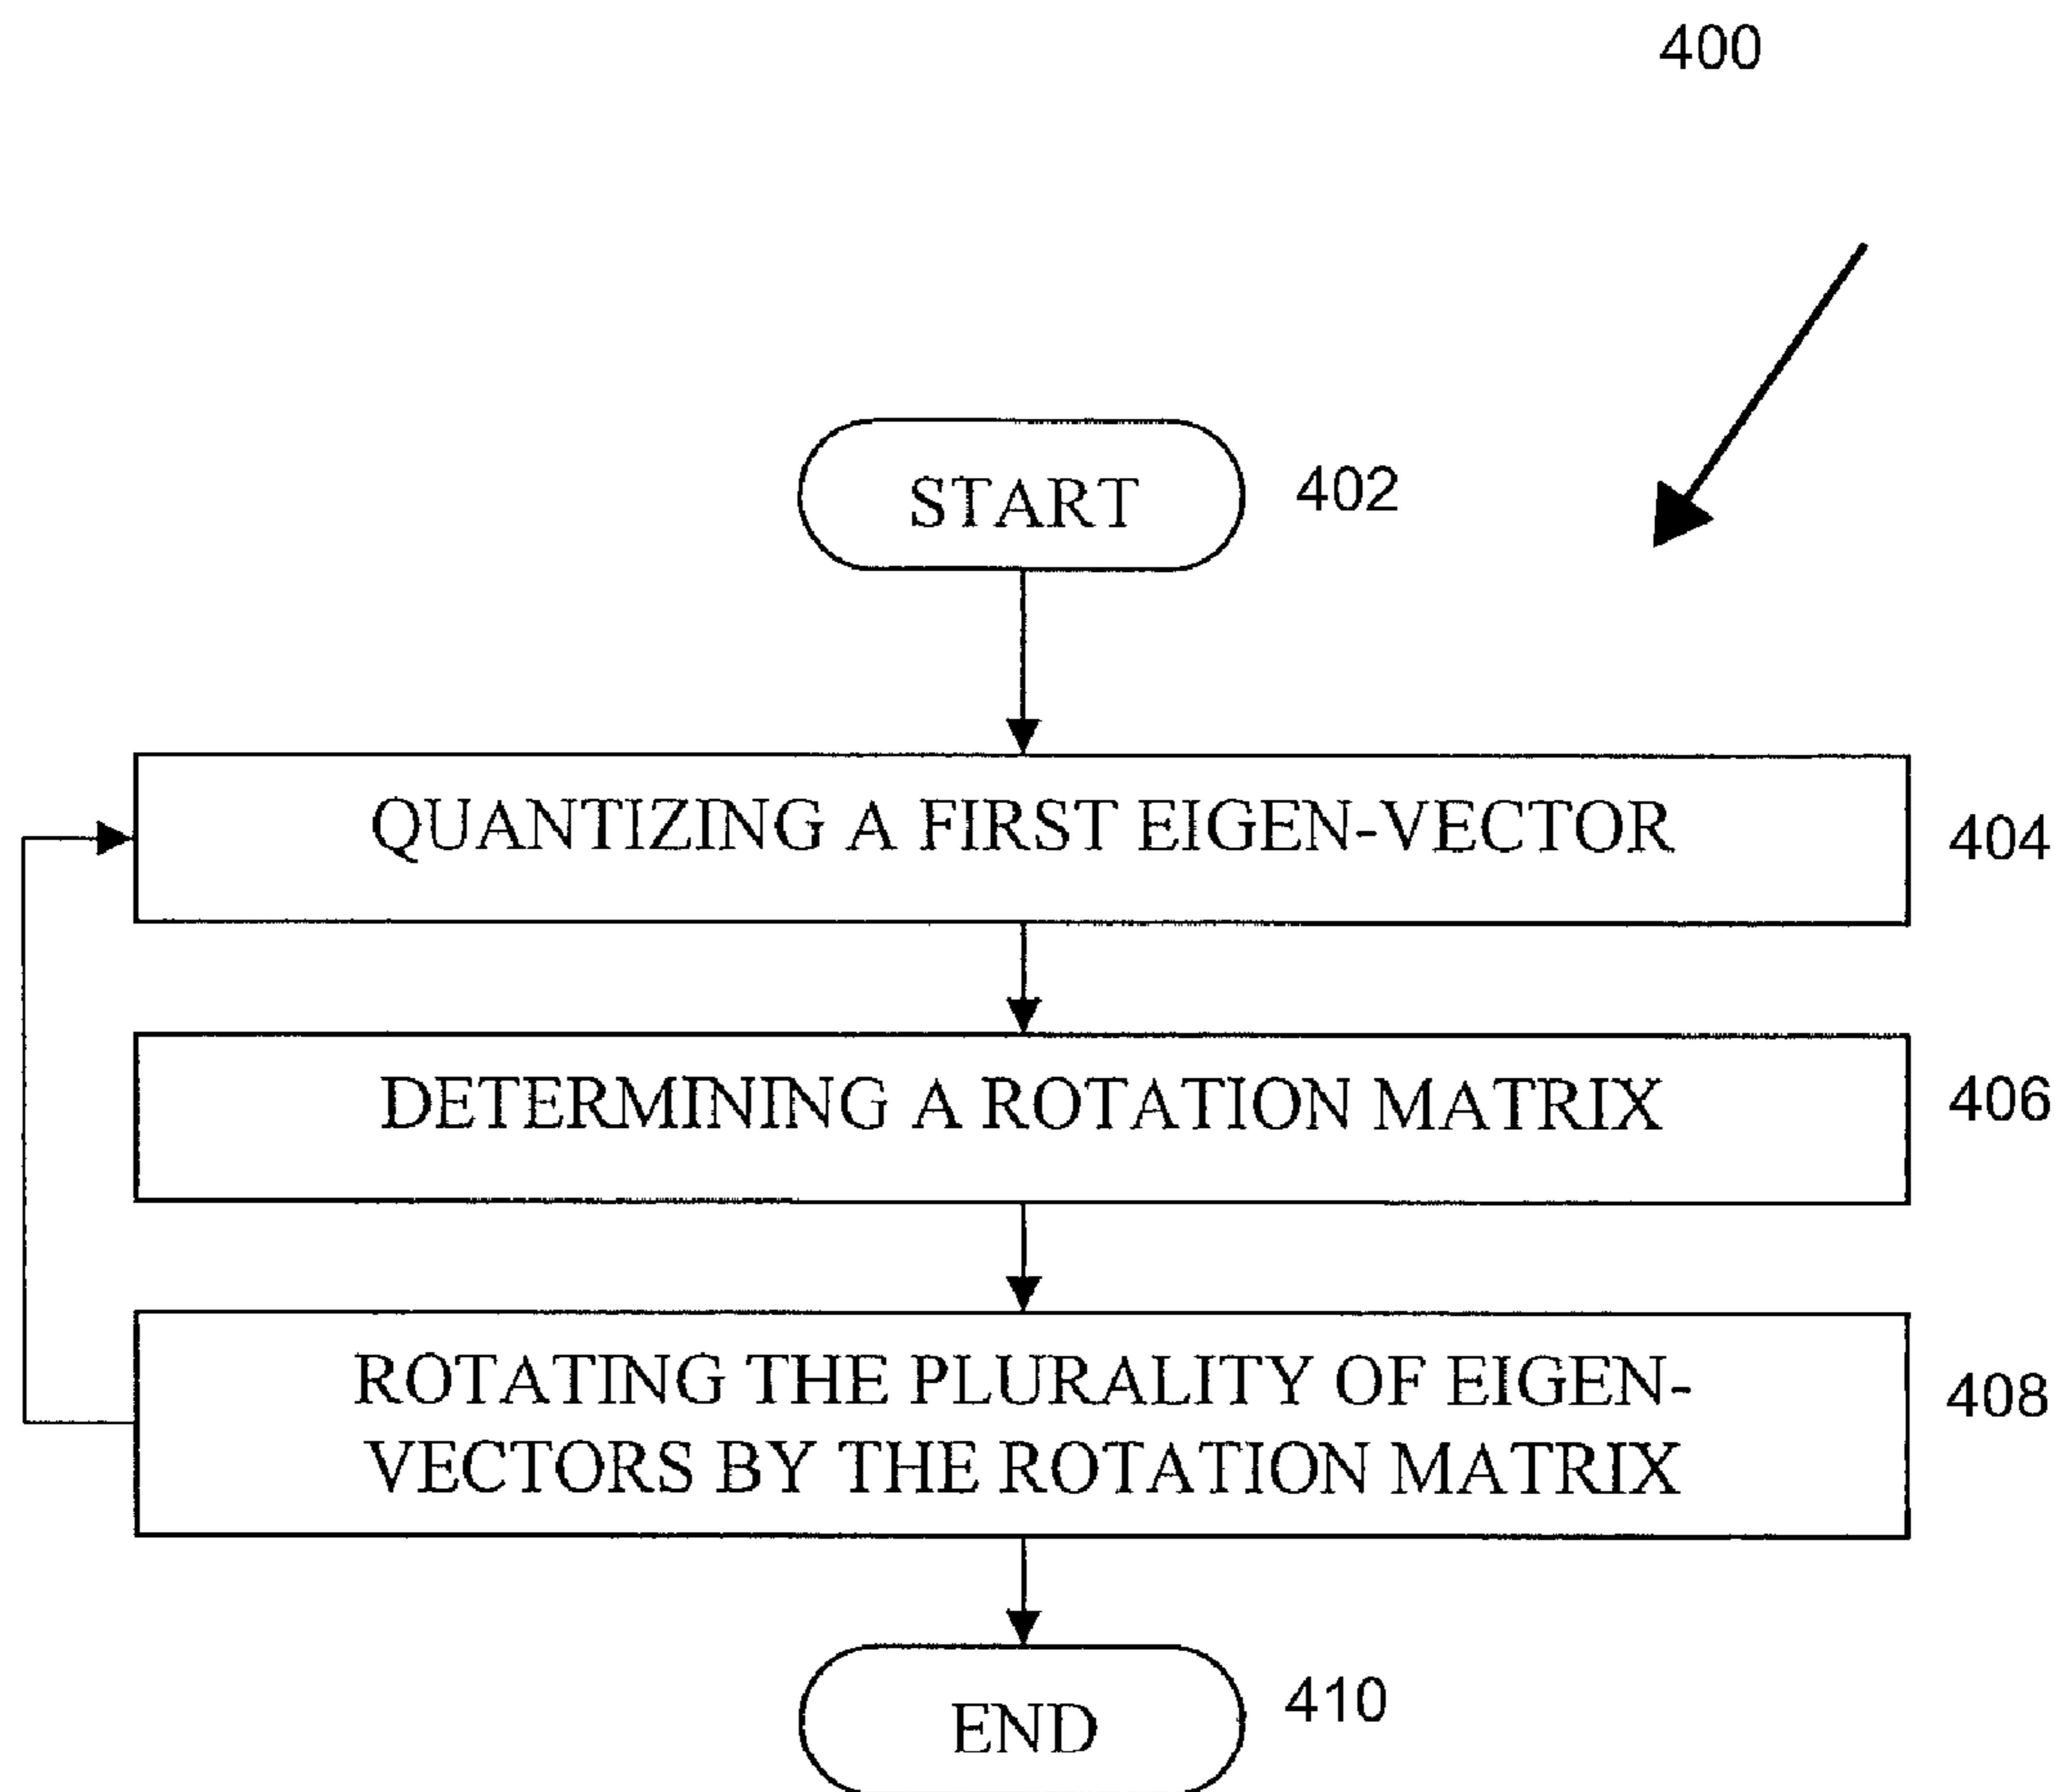 400
START
402
QUANTIZING A FIRST EIGEN-VECTOR
404
DETERMINING A ROTATION MATRIX
406
ROTATING THE PLURALITY OF EIGEN-
VECTORS BY THE ROTATION MATRIX
408
END
410